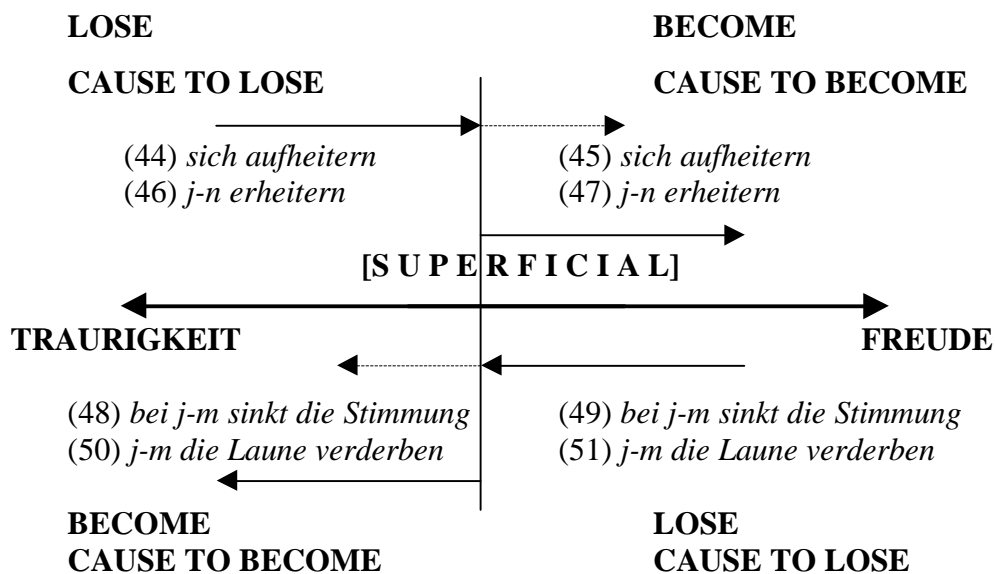 LOSE BECOME
CAUSE TO LOSE CAUSE TO BECOME
(44) sich aufheitern (45) sich aufheitern
(46) j-n erheitern (47) j-n erheitern
[S U P E R F I C I A L]
TRAURIGKEIT FREUDE
(48) bei j-m sinkt die Stimmung (49) bei j-m sinkt die Stimmung
(50) j-m die Laune verderben (51) j-m die Laune verderben
BECOME LOSE
CAUSE TO BECOME CAUSE TO LOSE